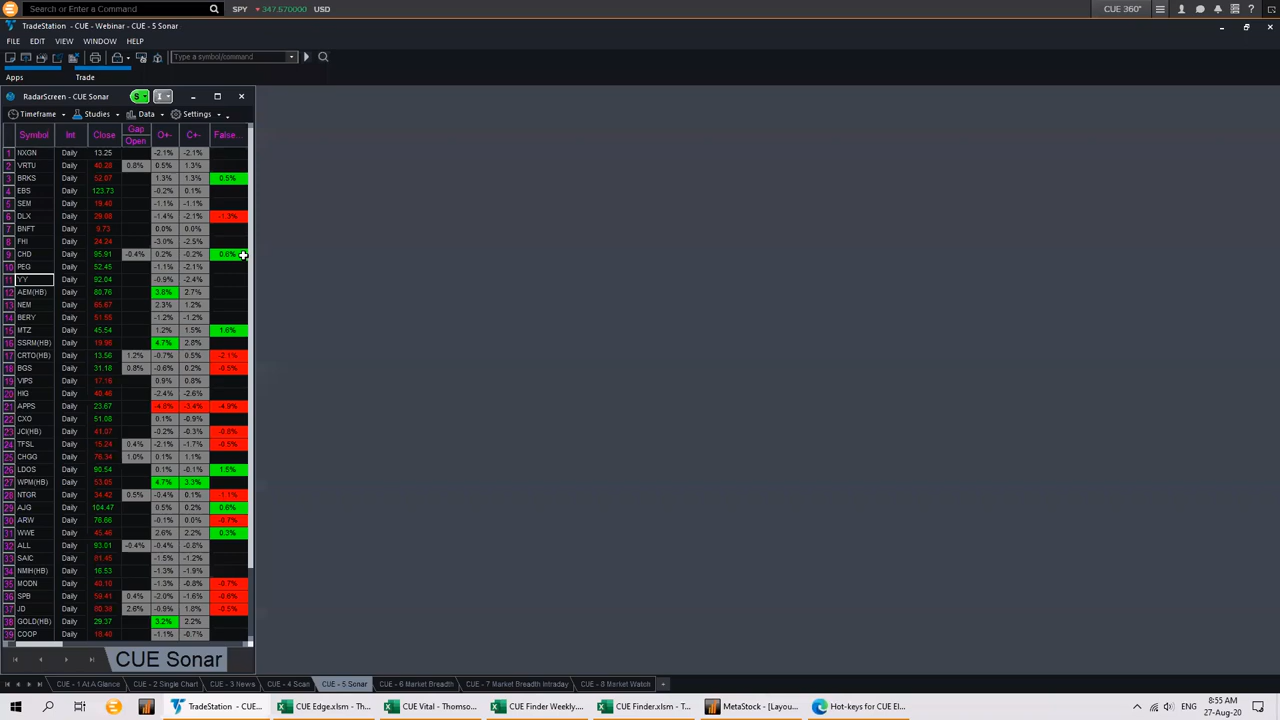 Search or Enter Command
SPY ▼ 347.570000 USD
CUE 360°
TradeStation - CUE - Webinar - CUE - 5 Sonar
FILE EDIT VIEW WINDOW HELP
Type a symbol/command
Apps Trade
RadarScreen - CUE Sonar S I
Timeframe Studies Data Settings
Symbol Int Close Gap Open O+- C+- False...
1 NXGN Daily 13.25 -2.1% -2.1%
2 VRTU Daily 40.28 0.8% 0.5% 1.3%
3 BRKS Daily 52.07 1.3% 1.3% 0.5%
4 EBS Daily 123.73 -0.2% 0.1%
5 SEM Daily 19.40 -1.1% -1.1%
6 DLX Daily 29.08 -1.4% -2.1% -1.3%
7 BNFT Daily 9.73 0.0% 0.0%
8 FHI Daily 24.24 -3.0% -2.5%
9 CHD Daily 95.91 -0.4% 0.2% -0.2% 0.6%
10 PEG Daily 52.45 -1.1% -2.1%
11 YY Daily 92.04 -0.9% -2.4%
12 AEM(HB) Daily 80.76 3.8% 2.7%
13 NEM Daily 65.67 2.3% 1.2%
14 BERY Daily 51.55 -1.2% -1.2%
15 MTZ Daily 45.54 1.2% 1.5% 1.6%
16 SSRM(HB) Daily 19.96 4.7% 2.8%
17 CRTO(HB) Daily 13.56 1.2% -0.7% 0.5% -2.1%
18 BGS Daily 31.18 0.8% -0.6% 0.2% -0.5%
19 VIPS Daily 17.16 0.9% 0.8%
20 HIG Daily 40.46 -2.4% -2.6%
21 APPS Daily 23.67 -4.8% -3.4% -4.9%
22 CXO Daily 51.08 0.1% -0.9%
23 JCI(HB) Daily 41.07 -0.2% -0.3% -0.8%
24 TFSL Daily 15.24 0.4% -2.1% -1.7% -0.5%
25 CHGG Daily 76.34 1.0% 0.1% 1.1%
26 LDOS Daily 90.54 0.1% -0.1% 1.5%
27 WPM(HB) Daily 53.05 4.7% 3.3%
28 NTGR Daily 34.42 0.5% -0.4% 0.1% -1.1%
29 AJG Daily 104.47 0.5% 0.2% 0.6%
30 ARW Daily 76.66 -0.1% 0.0% -0.7%
31 WWE Daily 45.46 2.6% 2.2% 0.3%
32 ALL Daily 93.01 -0.4% -0.4% -0.8%
33 SAIC Daily 81.45 -1.5% -1.2%
34 NMIH(HB) Daily 16.53 -1.3% -1.9%
35 MODN Daily 40.10 -1.3% -0.8% -0.7%
36 SPB Daily 59.41 0.4% -2.0% -1.6% -0.6%
37 JD Daily 80.38 2.6% -0.9% 1.8% -0.5%
38 GOLD(HB) Daily 29.37 3.2% 2.2%
39 COOP Daily 18.48 -1.1% -0.7%
CUE Sonar
CUE - 1 At A Glance CUE - 2 Single Chart CUE - 3 News CUE - 4 Scan CUE - 5 Sonar CUE - 6 Market Breadth CUE - 7 Market Breadth Intraday CUE - 8 Market Watch
TradeStation - CUE... CUE Edge.xlsm - Th... CUE Vital - Thomso... CUE Finder Weekly,... CUE Finder.xlsm - T... MetaStock - [Layou... Hot-keys for CUE El...
ENG 8:55 AM
27-Aug-20